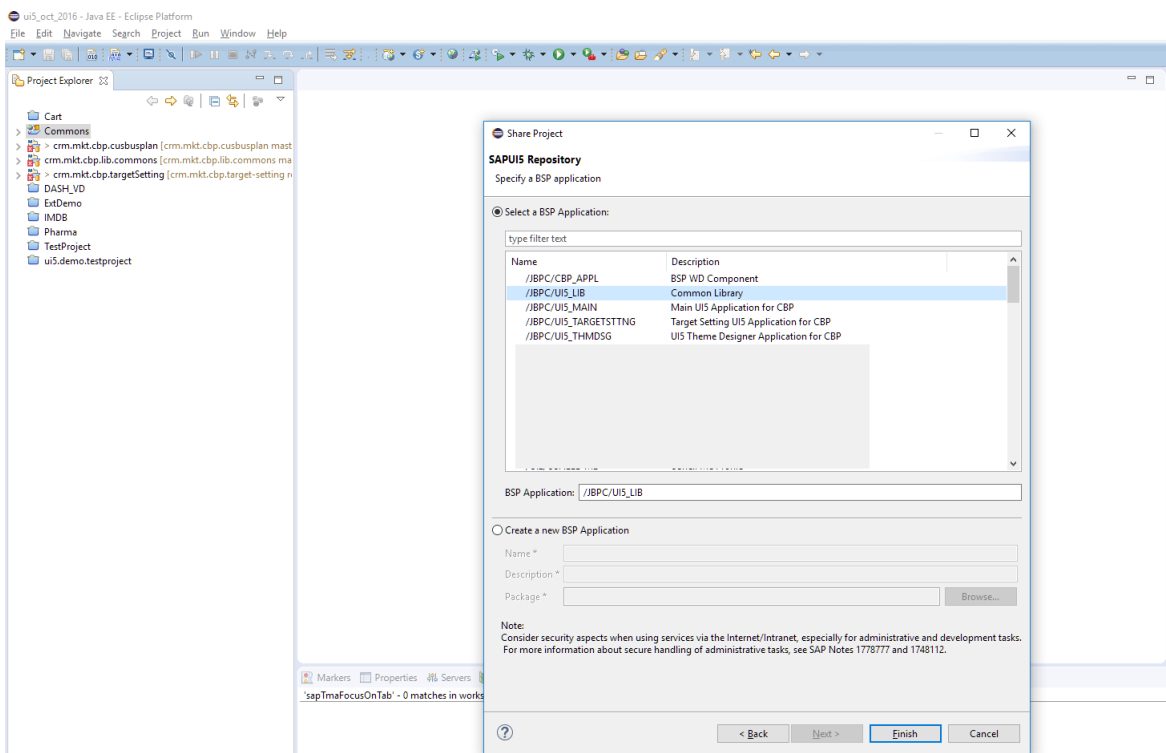 ui5_oct_2016 - Java EE - Eclipse Platform
File Edit Navigate Search Project Run Window Help
Project Explorer
Cart
Commons
> crm.mkt.cbp.cusbusplan [crm.mkt.cbp.cusbusplan mast
crm.mkt.cbp.lib.commons [crm.mkt.cbp.lib.commons ma
> crm.mkt.cbp.targetSetting [crm.mkt.cbp.target-setting r
DASH_VD
ExtDemo
IMDB
Pharma
TestProject
ui5.demo.testproject
Share Project
SAPUI5 Repository
Specify a BSP application
Select a BSP Application:
type filter text
Name Description
/JBPC/CBP_APPL BSP WD Component
/JBPC/UI5_LIB Common Library
/JBPC/UI5_MAIN Main UI5 Application for CBP
/JBPC/UI5_TARGETSTTNG Target Setting UI5 Application for CBP
/JBPC/UI5_THMDSG UI5 Theme Designer Application for CBP
BSP Application: /JBPC/UI5_LIB
Create a new BSP Application
Name *
Description *
Package * Browse...
Note:
Consider security aspects when using services via the Internet/Intranet, especially for administrative and development tasks.
For more information about secure handling of administrative tasks, see SAP Notes 1778777 and 1748112.
Markers Properties Servers
'sapTmaFocusOnTab' - 0 matches in works
< Back Next > Finish Cancel